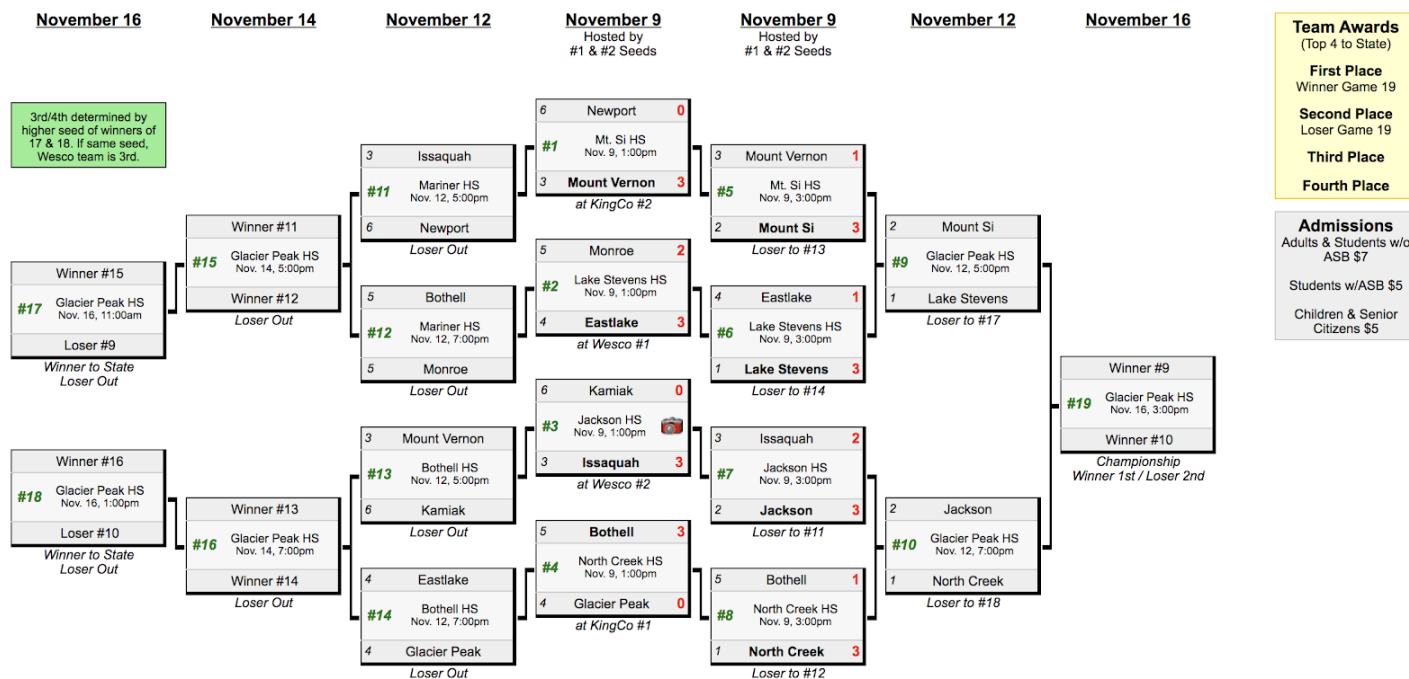 November 16
November 14
November 12
November 9
Hosted by
#1 & #2 Seeds
November 9
Hosted by
#1 & #2 Seeds
November 12
November 16
3rd/4th determined by
higher seed of winners of
17 & 18. If same seed,
Wesco team is 3rd.
Winner #15
#17
Glacier Peak HS
Nov. 16, 11:00am
Loser #9
Winner to State
Loser Out
Winner #16
#18
Glacier Peak HS
Nov. 16, 1:00pm
Loser #10
Winner to State
Loser Out
Winner #11
#15
Glacier Peak HS
Nov. 14, 5:00pm
Winner #12
Loser Out
Winner #13
#16
Glacier Peak HS
Nov. 14, 7:00pm
Winner #14
Loser Out
3 Issaquah
#11
Mariner HS
Nov. 12, 5:00pm
6 Newport
Loser Out
5 Bothell
#12
Mariner HS
Nov. 12, 7:00pm
5 Monroe
Loser Out
3 Mount Vernon
#13
Bothell HS
Nov. 12, 5:00pm
6 Kamiak
Loser Out
4 Eastlake
#14
Bothell HS
Nov. 12, 7:00pm
4 Glacier Peak
Loser Out
6 Newport 0
#1
Mt. Si HS
Nov. 9, 1:00pm
3 Mount Vernon 3
at KingCo #2
5 Monroe 2
#2
Lake Stevens HS
Nov. 9, 1:00pm
4 Eastlake 3
at Wesco #1
6 Kamiak 0
#3
Jackson HS
Nov. 9, 1:00pm
3 Issaquah 3
at Wesco #2
5 Bothell 3
#4
North Creek HS
Nov. 9, 1:00pm
4 Glacier Peak 0
at KingCo #1
3 Mount Vernon 1
#5
Mt. Si HS
Nov. 9, 3:00pm
2 Mount Si 3
Loser to #13
4 Eastlake 1
#6
Lake Stevens HS
Nov. 9, 3:00pm
1 Lake Stevens 3
Loser to #14
3 Issaquah 2
#7
Jackson HS
Nov. 9, 3:00pm
2 Jackson 3
Loser to #11
5 Bothell 1
#8
North Creek HS
Nov. 9, 3:00pm
1 North Creek 3
Loser to #12
2 Mount Si
#9
Glacier Peak HS
Nov. 12, 5:00pm
1 Lake Stevens
Loser to #17
2 Jackson
#10
Glacier Peak HS
Nov. 12, 7:00pm
1 North Creek
Loser to #18
Winner #9
#19
Glacier Peak HS
Nov. 16, 3:00pm
Winner #10
Championship
Winner 1st / Loser 2nd
Team Awards
(Top 4 to State)
First Place
Winner Game 19
Second Place
Loser Game 19
Third Place
Fourth Place
Admissions
Adults & Students w/o
ASB $7
Students w/ASB $5
Children & Senior
Citizens $5